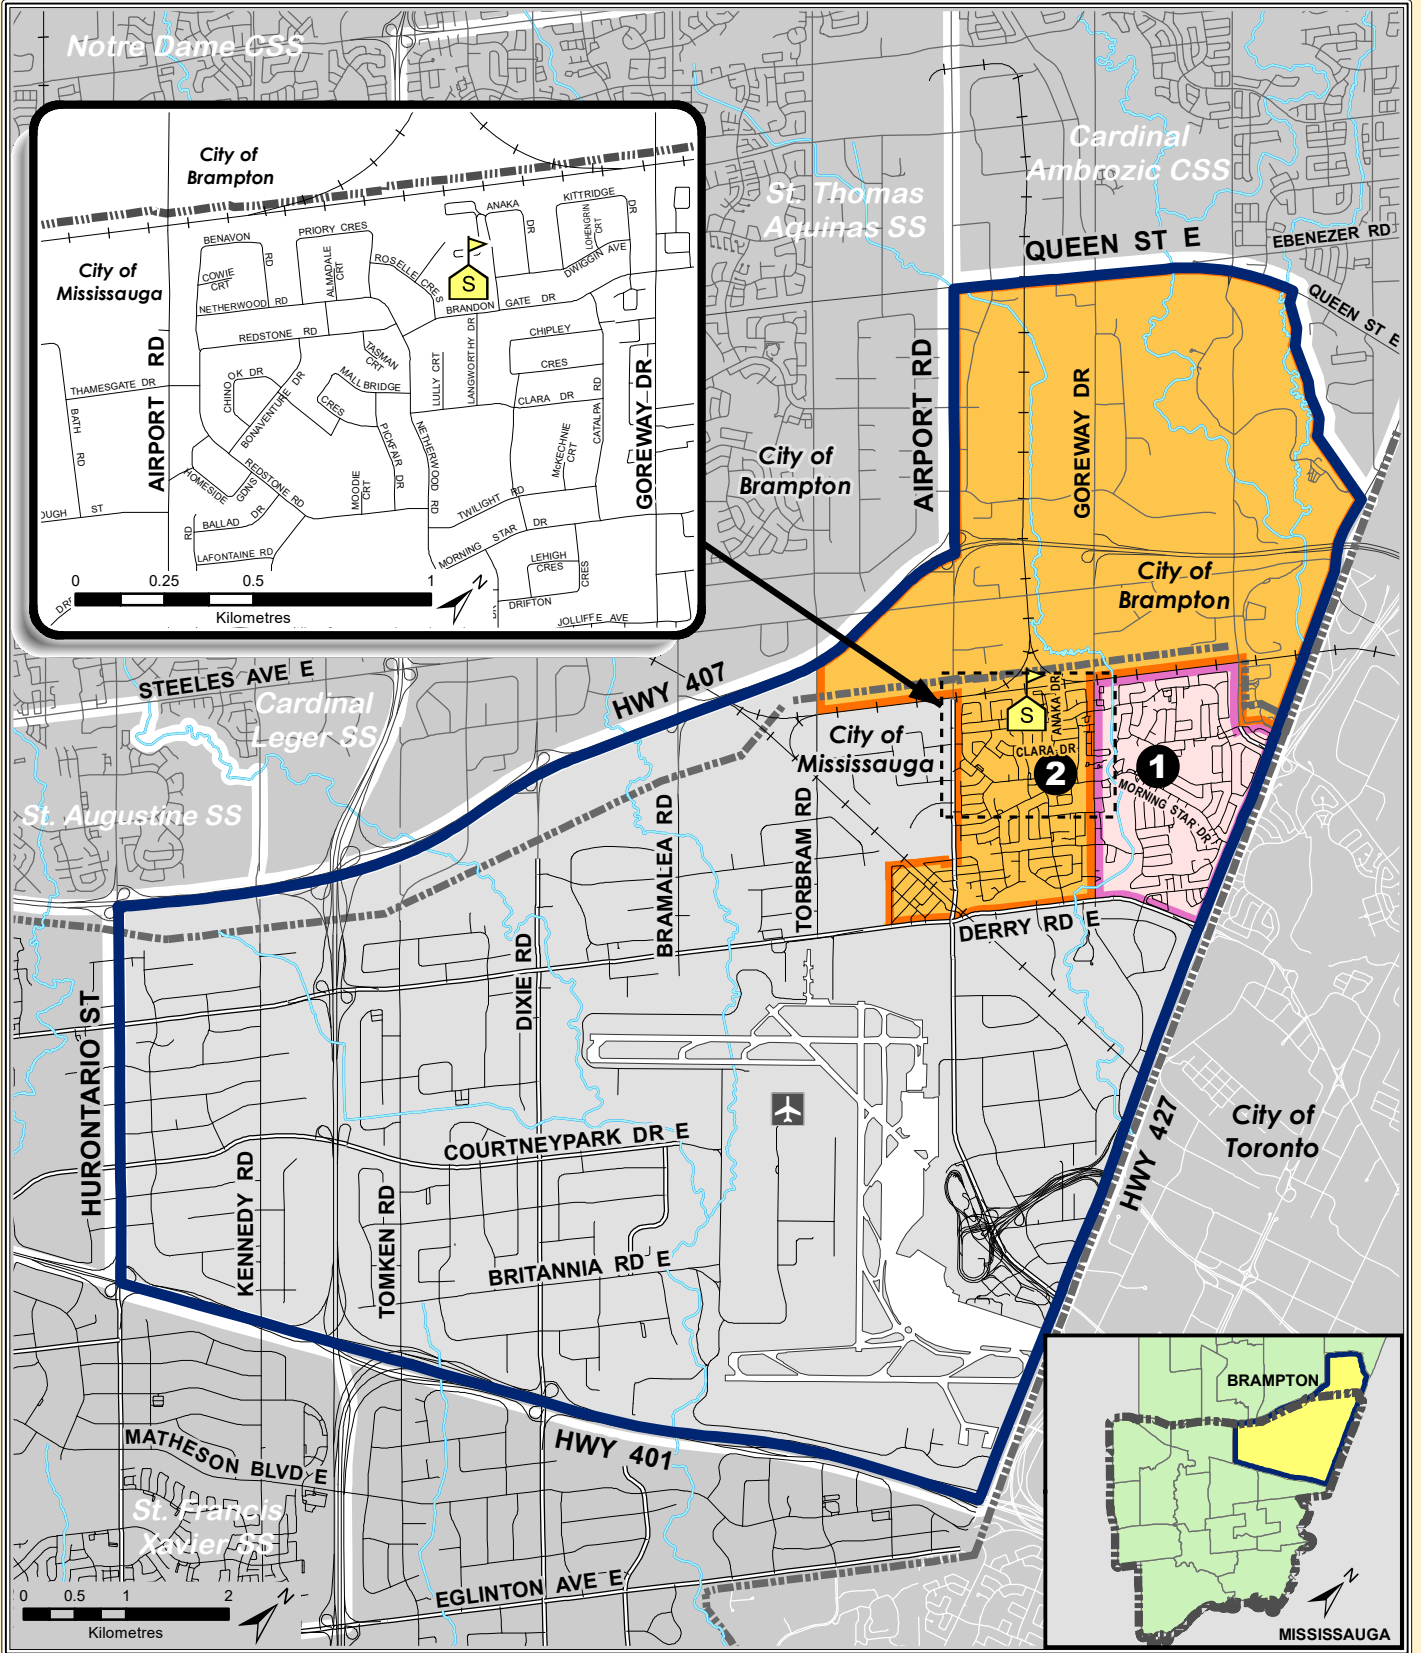 Notre Dame CSS
City of
Brampton
City of
Mississauga
BENAVON
RD
PRIORY CRES
COWIE
CRT
ALMADALE
CRT
ROSELLE CRES
ANAKA
DR
KITTRIDGE
DR
LOHENGRIN
CRT
DWIGGIN AVE
S
NETHERWOOD RD
BRANDON GATE DR
REDSTONE RD
TASMAN
CRT
CHIPLEY
CRES
LULLY CRT
LANGWORTHY DR
THAMESGATE DR
CHINOOK DR
MALLBRIDGE
CRES
BONAVENTURE DR
CLARA DR
CATALPA RD
AIRPORT RD
BATH RD
PICKFAIR DR
NETHERWOOD RD
McKECHNIE
CRT
GOREWAY DR
HOMESIDE
GDNS
REDSTONE RD
MOODIE
CRT
TWILIGHT RD
OUGH ST
RD
BALLAD DR
MORNING STAR DR
LAFONTAINE RD
LEHIGH
CRES
CRES
DRIFTON
JOLLIFFE AVE
0 0.25 0.5 1
Kilometres
N
St. Thomas
Aquinas SS
Cardinal
Ambrozic CSS
QUEEN ST E
EBENEZER RD
QUEEN ST E
AIRPORT RD
GOREWAY DR
City of
Brampton
City of
Brampton
STEELES AVE E
HWY 407
Cardinal
Leger SS
St. Augustine SS
City of
Mississauga
S
ANAKA DR
CLARA DR
2
1
MORNING STAR DR
BRAMALEA RD
TORBRAM RD
DERRY RD E
DIXIE RD
HURONTARIO ST
COURTNEYPARK DR E
KENNEDY RD
TOMKEN RD
BRITANNIA RD E
HWY 427
City of
Toronto
HWY 401
MATHESON BLVD E
St. Francis
Xavier SS
EGLINTON AVE E
0 0.5 1 2
Kilometres
N
BRAMPTON
N
MISSISSAUGA